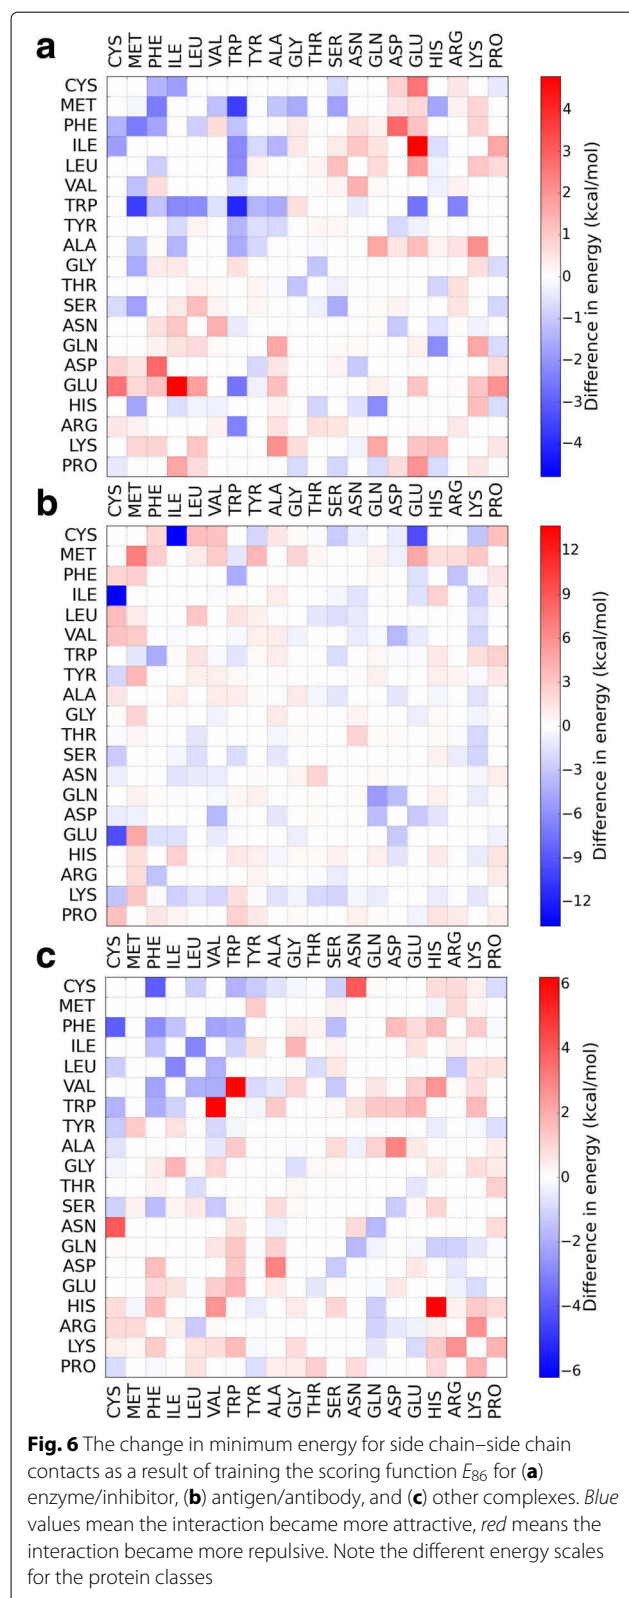 a
CYS MET PHE ILE LEU VAL TRP TYR ALA GLY THR SER ASN GLN ASP GLU HIS ARG LYS PRO
CYS
MET
PHE
ILE
LEU
VAL
TRP
TYR
ALA
GLY
THR
SER
ASN
GLN
ASP
GLU
HIS
ARG
LYS
PRO
4
3
2
1
0
−1
−2
−3
−4
Difference in energy (kcal/mol)
b
CYS MET PHE ILE LEU VAL TRP TYR ALA GLY THR SER ASN GLN ASP GLU HIS ARG LYS PRO
CYS
MET
PHE
ILE
LEU
VAL
TRP
TYR
ALA
GLY
THR
SER
ASN
GLN
ASP
GLU
HIS
ARG
LYS
PRO
12
9
6
3
0
−3
−6
−9
−12
Difference in energy (kcal/mol)
c
CYS MET PHE ILE LEU VAL TRP TYR ALA GLY THR SER ASN GLN ASP GLU HIS ARG LYS PRO
CYS
MET
PHE
ILE
LEU
VAL
TRP
TYR
ALA
GLY
THR
SER
ASN
GLN
ASP
GLU
HIS
ARG
LYS
PRO
6
4
2
0
−2
−4
−6
Difference in energy (kcal/mol)
CYS MET PHE ILE LEU VAL TRP TYR ALA GLY THR SER ASN GLN ASP GLU HIS ARG LYS PRO
Fig. 6 The change in minimum energy for side chain–side chain
contacts as a result of training the scoring function E86 for (a)
enzyme/inhibitor, (b) antigen/antibody, and (c) other complexes. Blue
values mean the interaction became more attractive, red means the
interaction became more repulsive. Note the different energy scales
for the protein classes